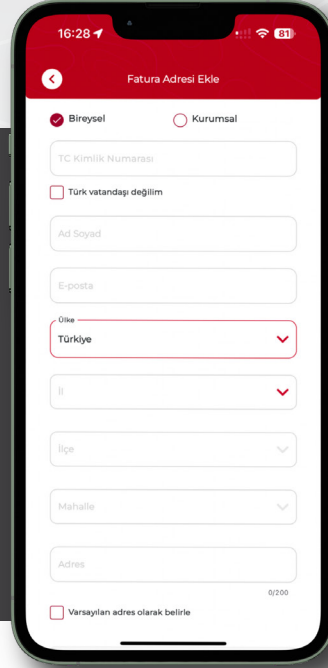 16:28
81
Fatura Adresi Ekle
Bireysel
Kurumsal
TC Kimlik Numarası
Türk vatandaşı değilim
Ad Soyad
E-posta
Ülke
Türkiye
İl
İlçe
Mahalle
Adres
0/200
Varsayılan adres olarak belirle